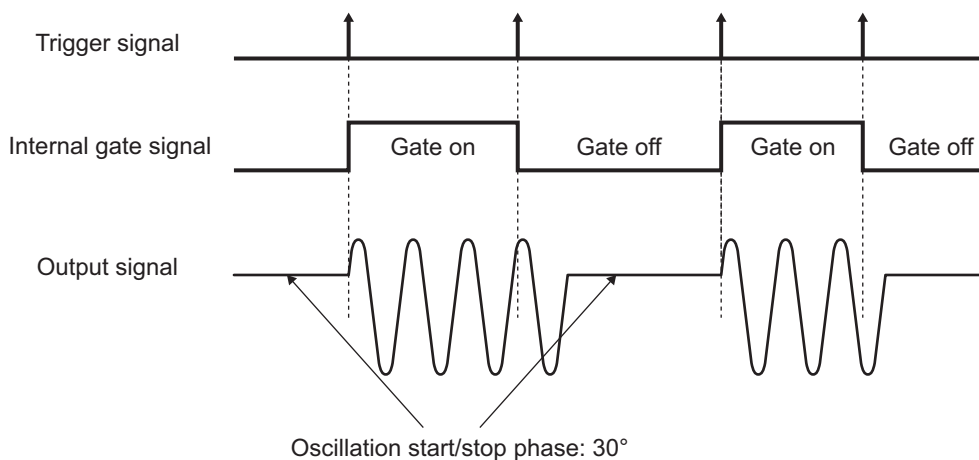 Trigger signal
Internal gate signal
Gate on
Gate off
Gate on
Gate off
Output signal
Oscillation start/stop phase: 30°